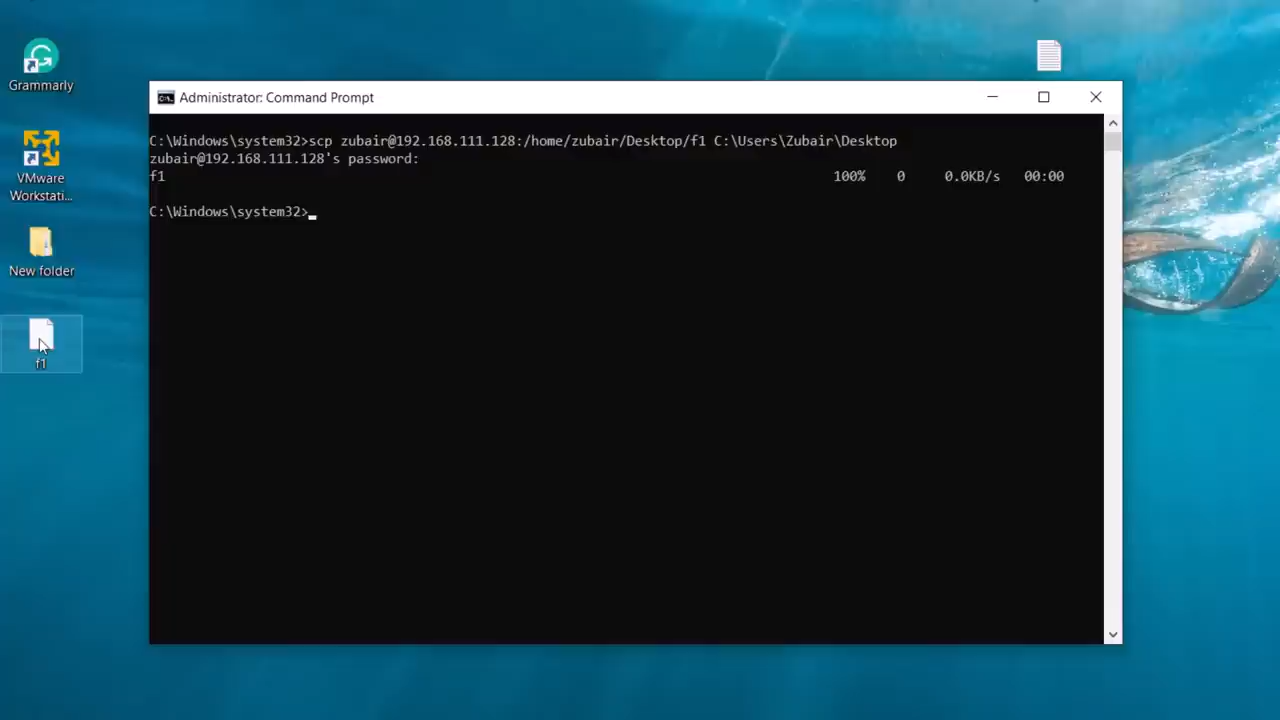 Grammarly
VMware
Workstati...
New folder
f1
Administrator: Command Prompt
C:\Windows\system32>scp zubair@192.168.111.128:/home/zubair/Desktop/f1 C:\Users\Zubair\Desktop
zubair@192.168.111.128's password:
f1 100% 0 0.0KB/s 00:00
C:\Windows\system32>